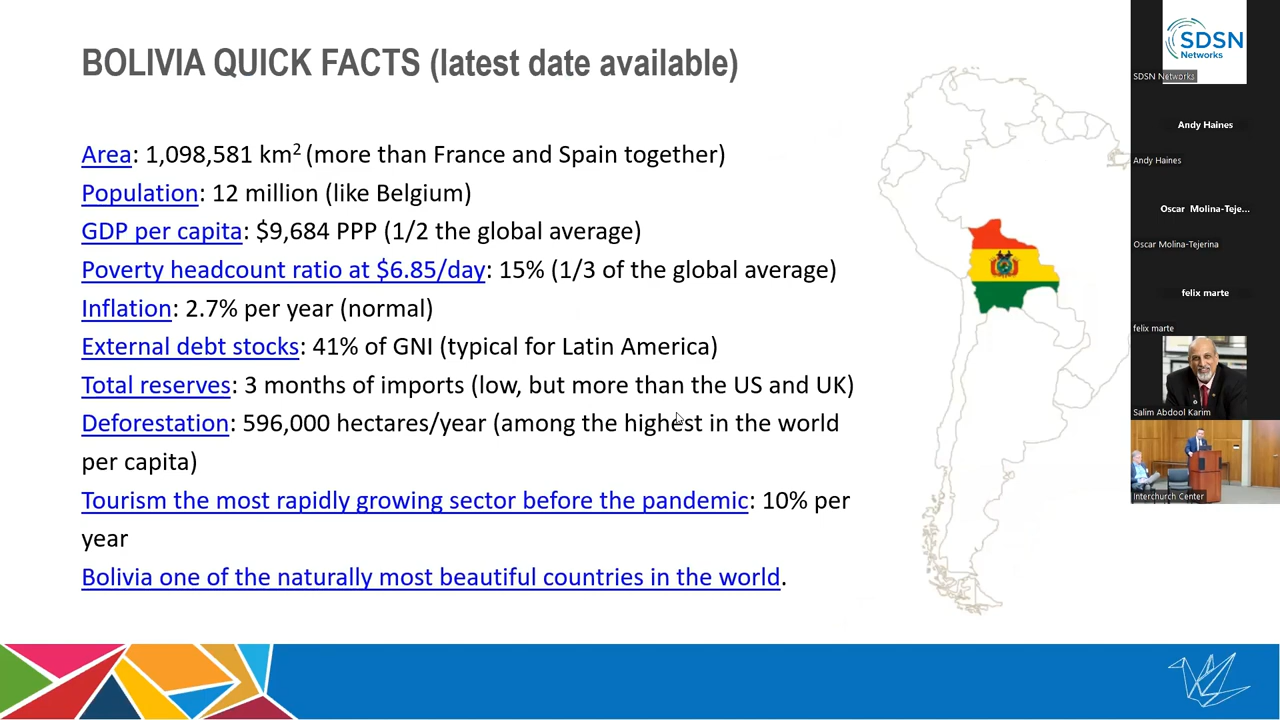 BOLIVIA QUICK FACTS (latest date available)
Area: 1,098,581 km² (more than France and Spain together)
Population: 12 million (like Belgium)
GDP per capita: $9,684 PPP (1/2 the global average)
Poverty headcount ratio at $6.85/day: 15% (1/3 of the global average)
Inflation: 2.7% per year (normal)
External debt stocks: 41% of GNI (typical for Latin America)
Total reserves: 3 months of imports (low, but more than the US and UK)
Deforestation: 596,000 hectares/year (among the highest in the world
per capita)
Tourism the most rapidly growing sector before the pandemic: 10% per
year
Bolivia one of the naturally most beautiful countries in the world.
SDSN
Networks
SDSN Networks
Andy Haines
Andy Haines
Oscar Molina-Teje...
Oscar Molina-Tejerina
felix marte
felix marte
Salim Abdool Karim
Interchurch Center